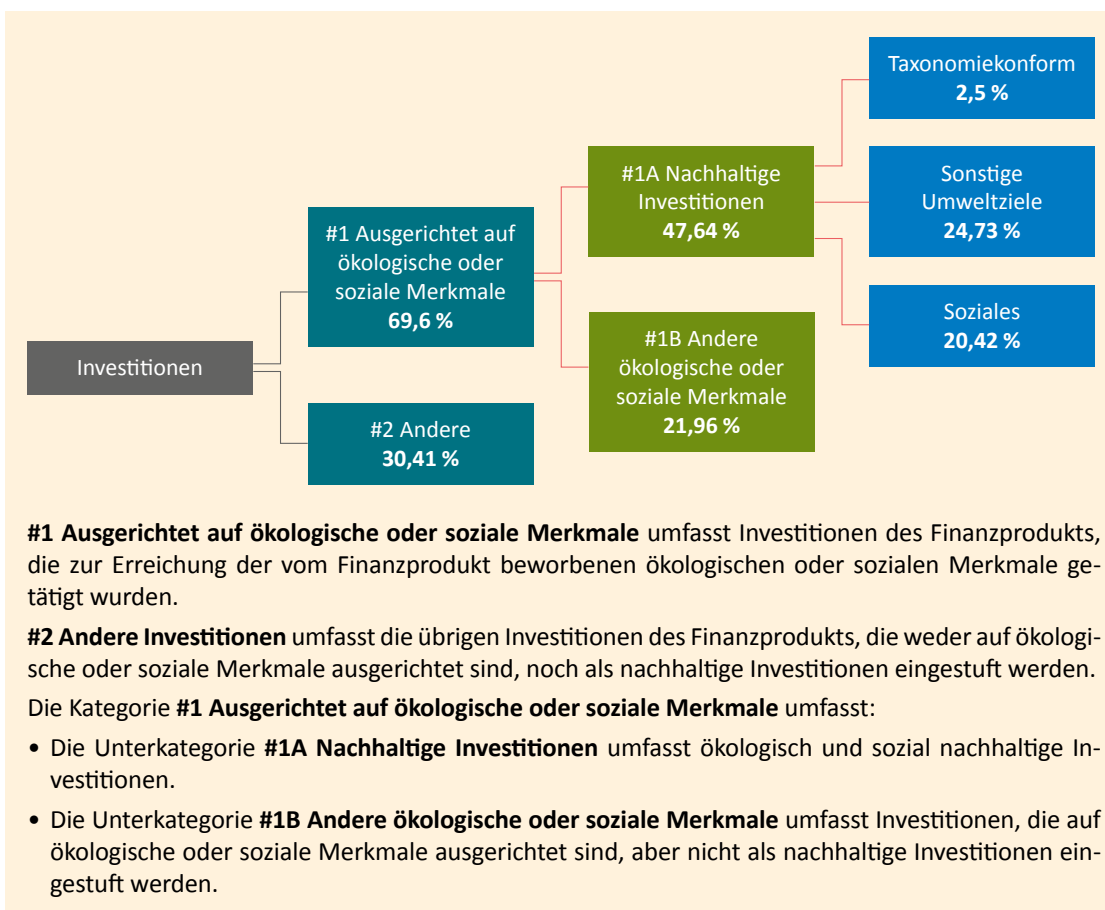 Taxonomiekonform
2,5 %
#1A Nachhaltige
Investitionen
47,64 %
Sonstige
Umweltziele
24,73 %
#1 Ausgerichtet auf
ökologische oder
soziale Merkmale
69,6 %
Soziales
20,42 %
#1B Andere
ökologische oder
soziale Merkmale
21,96 %
Investitionen
#2 Andere
30,41 %
#1 Ausgerichtet auf ökologische oder soziale Merkmale umfasst Investitionen des Finanzprodukts,
die zur Erreichung der vom Finanzprodukt beworbenen ökologischen oder sozialen Merkmale ge-
tätigt wurden.
#2 Andere Investitionen umfasst die übrigen Investitionen des Finanzprodukts, die weder auf ökologi-
sche oder soziale Merkmale ausgerichtet sind, noch als nachhaltige Investitionen eingestuft werden.
Die Kategorie #1 Ausgerichtet auf ökologische oder soziale Merkmale umfasst:
• Die Unterkategorie #1A Nachhaltige Investitionen umfasst ökologisch und sozial nachhaltige In-
vestitionen.
• Die Unterkategorie #1B Andere ökologische oder soziale Merkmale umfasst Investitionen, die auf
ökologische oder soziale Merkmale ausgerichtet sind, aber nicht als nachhaltige Investitionen ein-
gestuft werden.